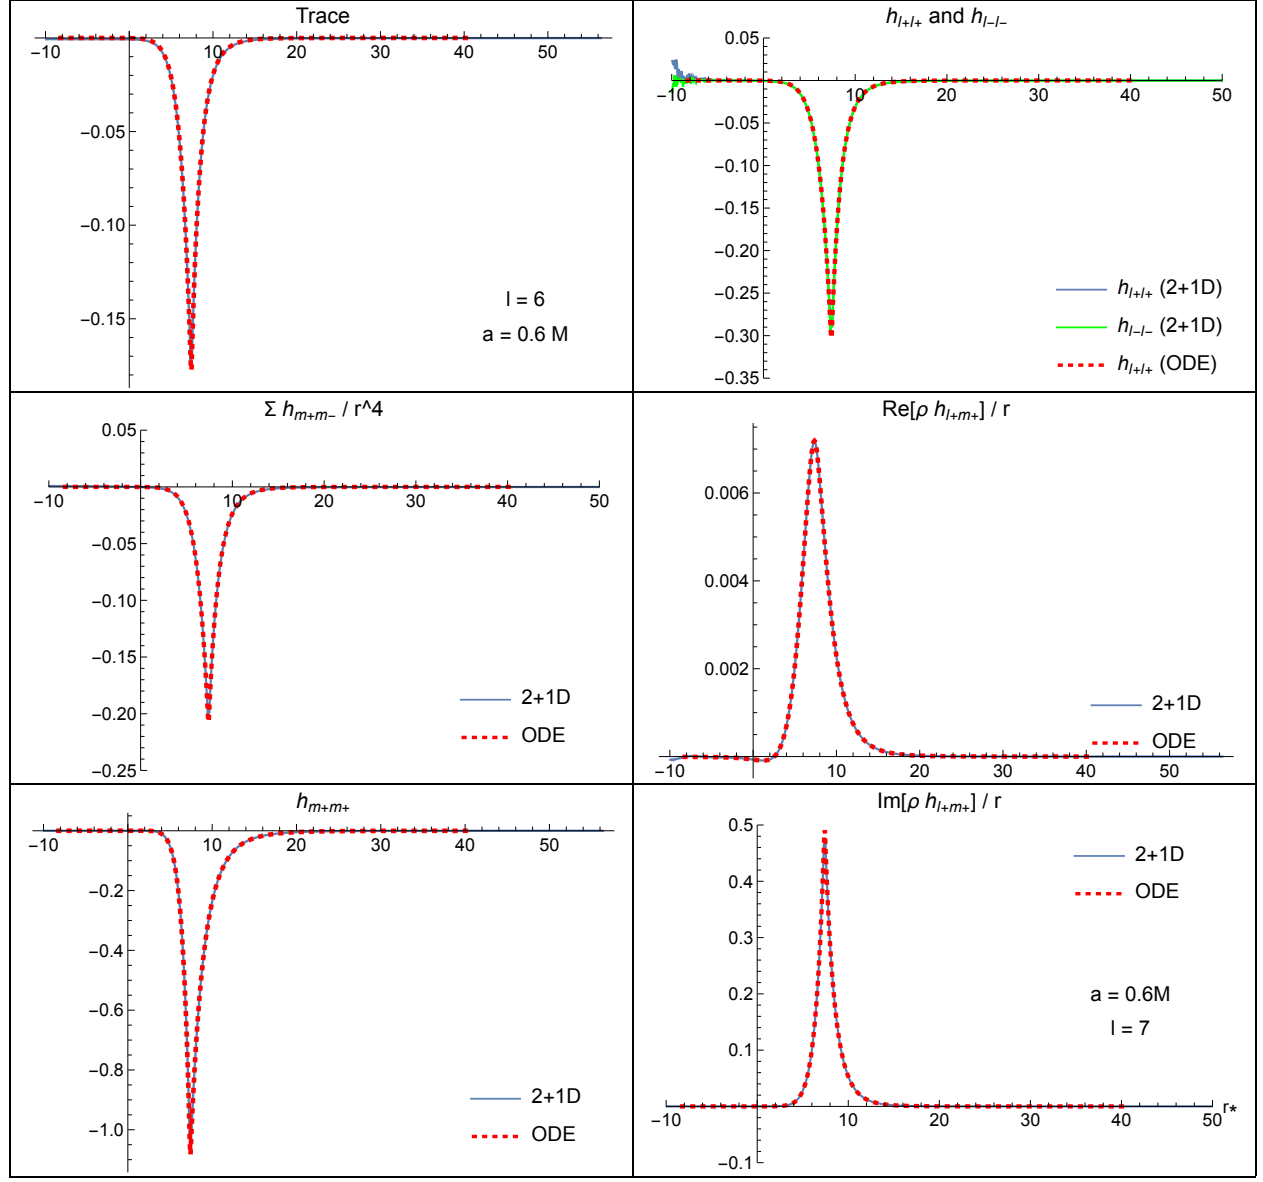 Trace
−10 10 20 30 40 50
−0.05
−0.10
−0.15
l = 6
a = 0.6 M
h_{l+l+} and h_{l−l−}
0.05
−10 10 20 30 40 50
−0.05
−0.10
−0.15
−0.20
−0.25
−0.30
−0.35
h_{l+l+} (2+1D)
h_{l−l−} (2+1D)
h_{l+l+} (ODE)
Σ h_{m+m−} / r^4
0.05
−10 10 20 30 40 50
−0.05
−0.10
−0.15
−0.20
−0.25
2+1D
ODE
Re[ρ h_{l+m+}] / r
0.006
0.004
0.002
−10 10 20 30 40 50
2+1D
ODE
h_{m+m+}
−10 10 20 30 40 50
−0.2
−0.4
−0.6
−0.8
−1.0
2+1D
ODE
Im[ρ h_{l+m+}] / r
0.5
0.4
0.3
0.2
0.1
−10 10 20 30 40 50 r*
−0.1
2+1D
ODE
a = 0.6M
l = 7